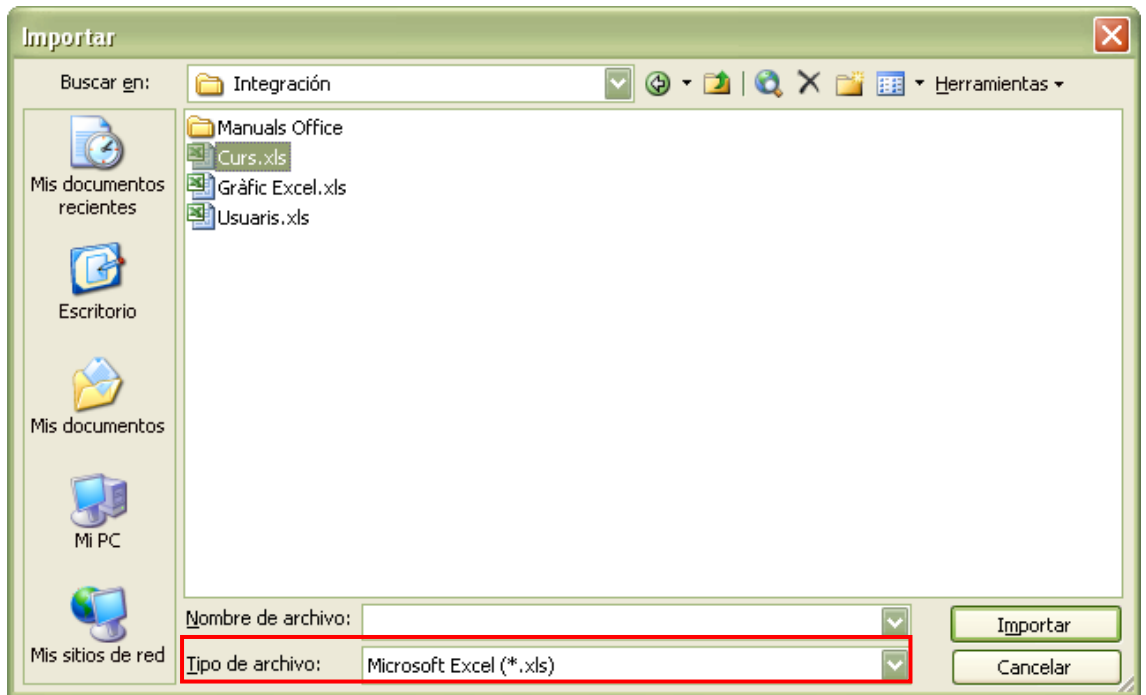 Importar
Buscar en:
Integración
Herramientas
Manuals Office
Curs.xls
Gràfic Excel.xls
Usuaris.xls
Mis documentos
recientes
Escritorio
Mis documentos
Mi PC
Mis sitios de red
Nombre de archivo:
Importar
Tipo de archivo:
Microsoft Excel (*.xls)
Cancelar